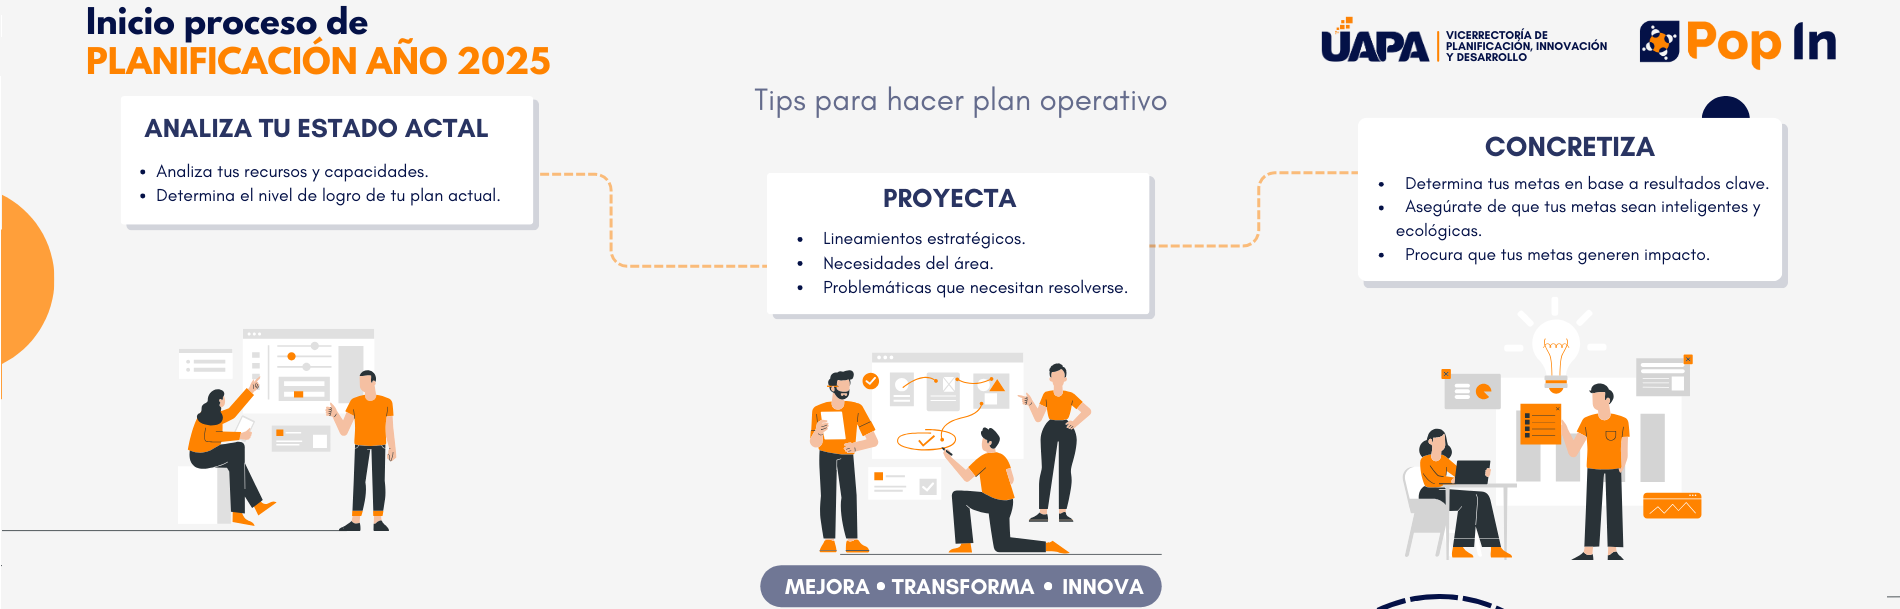 Inicio proceso de
PLANIFICACIÓN AÑO 2025
UAPA
VICERRECTORÍA DE
PLANIFICACIÓN, INNOVACIÓN
Y DESARROLLO
Pop In
Tips para hacer plan operativo
ANALIZA TU ESTADO ACTAL
• Analiza tus recursos y capacidades.
• Determina el nivel de logro de tu plan actual.
PROYECTA
• Lineamientos estratégicos.
• Necesidades del área.
• Problemáticas que necesitan resolverse.
CONCRETIZA
• Determina tus metas en base a resultados clave.
• Asegúrate de que tus metas sean inteligentes y
ecológicas.
• Procura que tus metas generen impacto.
MEJORA • TRANSFORMA • INNOVA